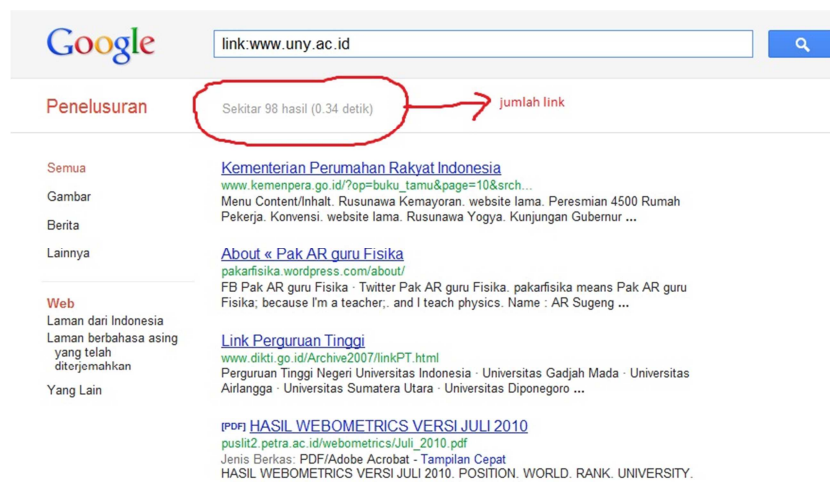 Google
link:www.uny.ac.id
Penelusuran
Sekitar 98 hasil (0.34 detik)
jumlah link
Semua
Gambar
Berita
Lainnya
Web
Laman dari Indonesia
Laman berbahasa asing
yang telah
diterjemahkan
Yang Lain
Kementerian Perumahan Rakyat Indonesia
www.kemenpera.go.id/?op=buku_tamu&page=10&srch...
Menu Content/Inhalt. Rusunawa Kemayoran. website lama. Peresmian 4500 Rumah
Pekerja. Konvensi. website lama. Rusunawa Yogya. Kunjungan Gubernur ...
About « Pak AR guru Fisika
pakarfisika.wordpress.com/about/
FB Pak AR guru Fisika · Twitter Pak AR guru Fisika. pakarfisika means Pak AR guru
Fisika; because I'm a teacher;. and I teach physics. Name : AR Sugeng ...
Link Perguruan Tinggi
www.dikti.go.id/Archive2007/linkPT.html
Perguruan Tinggi Negeri Universitas Indonesia · Universitas Gadjah Mada · Universitas
Airlangga · Universitas Sumatera Utara · Universitas Diponegoro ...
[PDF] HASIL WEBOMETRICS VERSI JULI 2010
puslit2.petra.ac.id/webometrics/Juli_2010.pdf
Jenis Berkas: PDF/Adobe Acrobat - Tampilan Cepat
HASIL WEBOMETRICS VERSI JULI 2010. POSITION. WORLD. RANK. UNIVERSITY.